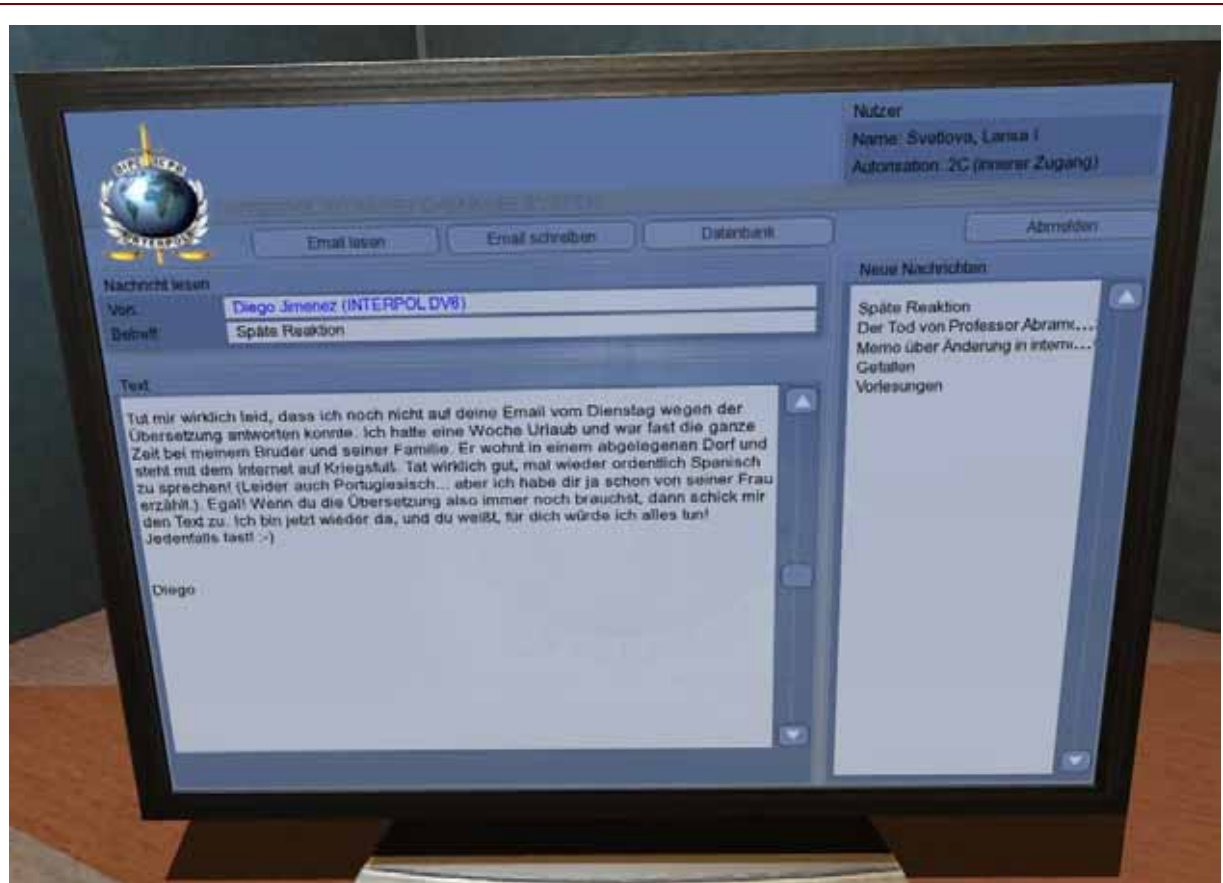 Nutzer
Name: Svetlova, Larisa I
Autorisation: 2C (innerer Zugang)
OIPC ICPO
INTERPOL
Email lesen
Email schreiben
Datenbank
Abmelden
Nachricht lesen
Von:
Diego Jimenez (INTERPOL DV8)
Betreff:
Späte Reaktion
Text
Tut mir wirklich leid, dass ich noch nicht auf deine Email vom Dienstag wegen der
Übersetzung antworten konnte. Ich hatte eine Woche Urlaub und war fast die ganze
Zeit bei meinem Bruder und seiner Familie. Er wohnt in einem abgelegenen Dorf und
steht mit dem Internet auf Kriegsfuß. Tat wirklich gut, mal wieder ordentlich Spanisch
zu sprechen! (Leider auch Portugiesisch... aber ich habe dir ja schon von seiner Frau
erzählt.). Egal! Wenn du die Übersetzung also immer noch brauchst, dann schick mir
den Text zu. Ich bin jetzt wieder da, und du weißt, für dich würde ich alles tun!
Jedenfalls fast! :-)
Diego
Neue Nachrichten
Späte Reaktion
Der Tod von Professor Abramc...
Memo über Änderung in intern...
Gefallen
Vorlesungen